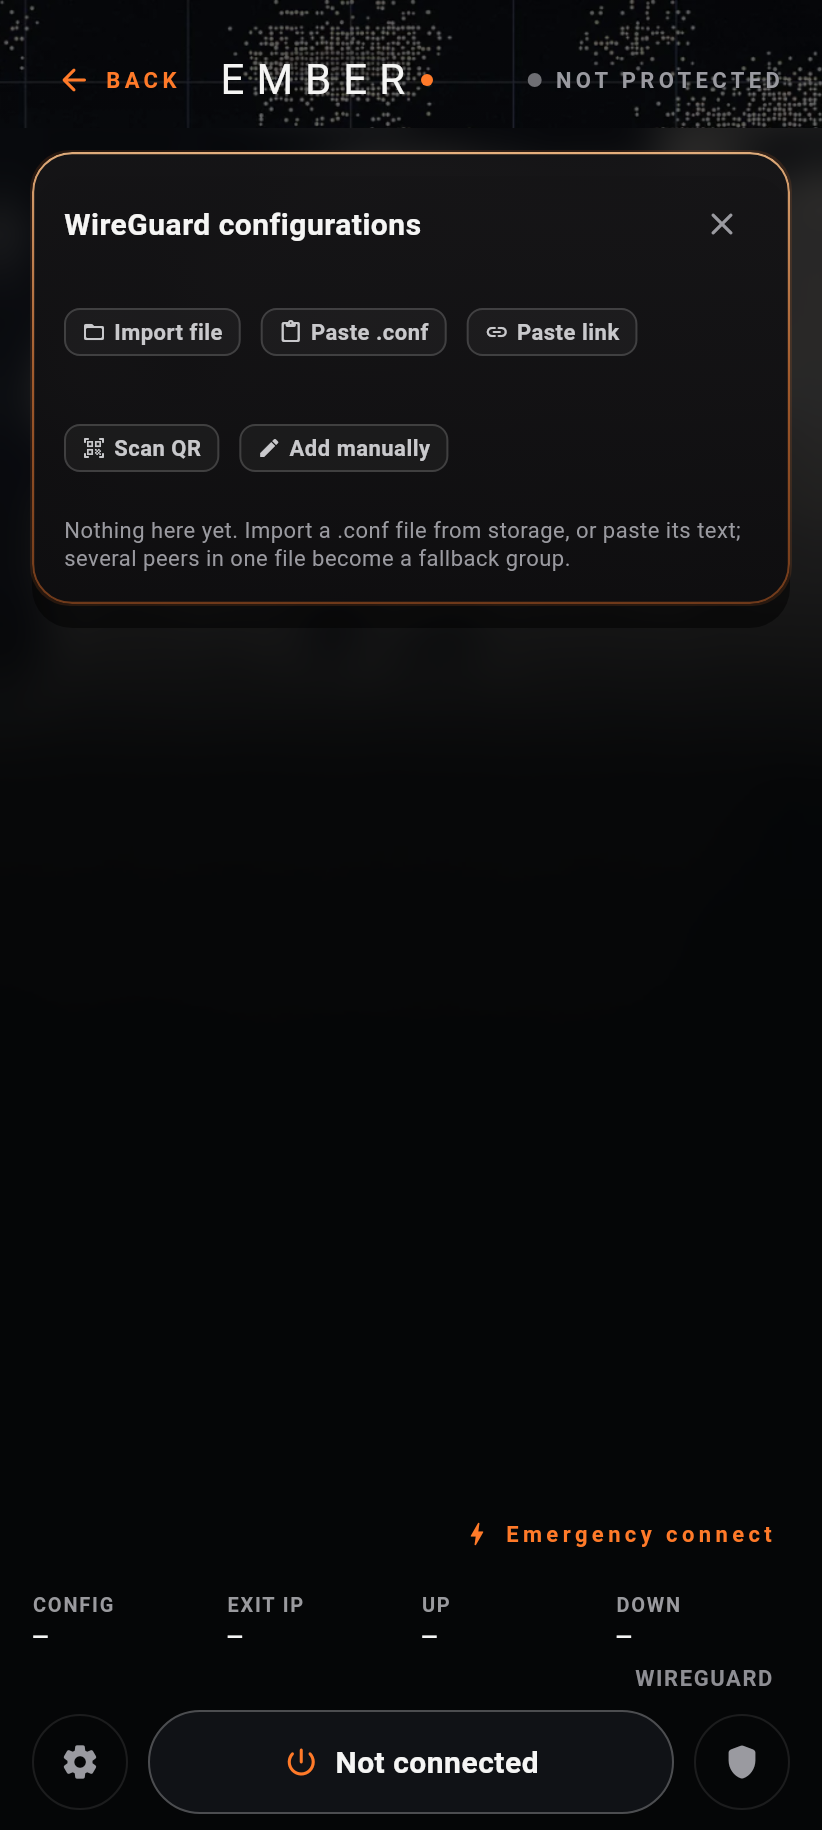 BACK EMBER NOT PROTECTED
WireGuard configurations
Import file Paste .conf Paste link
Scan QR Add manually
Nothing here yet. Import a .conf file from storage, or paste its text;
several peers in one file become a fallback group.
Emergency connect
CONFIG EXIT IP UP DOWN
– – – –
WIREGUARD
Not connected